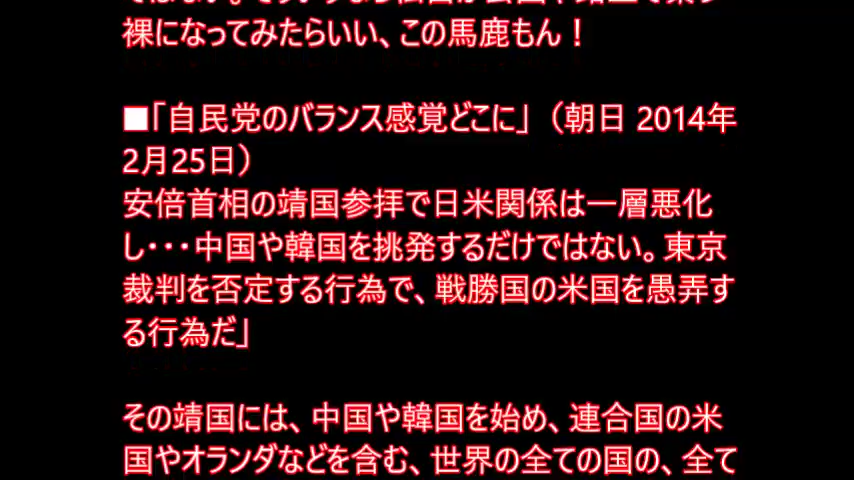 裸になってみたらいい、この馬鹿もん！
■「自民党のバランス感覚どこに」（朝日 2014年
2月25日）
安倍首相の靖国参拝で日米関係は一層悪化
し・・・中国や韓国を挑発するだけではない。東京
裁判を否定する行為で、戦勝国の米国を愚弄す
る行為だ」
その靖国には、中国や韓国を始め、連合国の米
国やオランダなどを含む、世界の全ての国の、全て